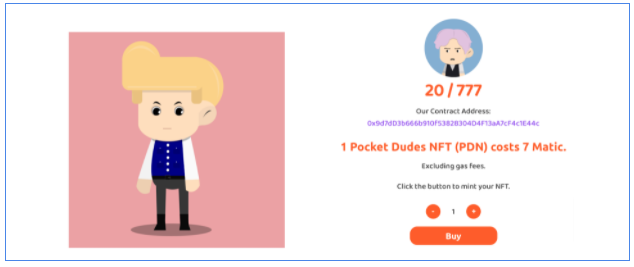 20 / 777
Our Contract Address:
0x9d7dD3b666b910f53828304D4F13aA7cF4c1E44c
1 Pocket Dudes NFT (PDN) costs 7 Matic.
Excluding gas fees.
Click the button to mint your NFT.
- 1 +
Buy